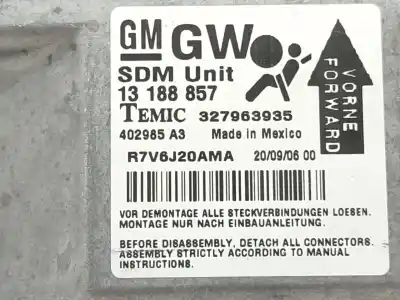 GM GW
SDM Unit
13 188 857
TEMIC 327963935
402985 A3 Made in Mexico
R7V6J20AMA 20/09/06 00
VORNE
FORWARD
VOR DEMONTAGE ALLE STECKVERBINDUNGEN LOESEN.
MONTAGE NUR NACH EINBAUANLEITUNG.
BEFORE DISASSEMBLY, DETACH ALL CONNECTORS.
ASSEMBLY STRICTLY ACCORDING TO MANUAL
INSTRUCTIONS.